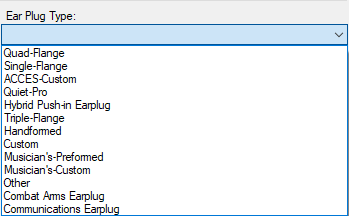 Ear Plug Type:
Quad-Flange
Single-Flange
ACCES-Custom
Quiet-Pro
Hybrid Push-in Earplug
Triple-Flange
Handformed
Custom
Musician's-Preformed
Musician's-Custom
Other
Combat Arms Earplug
Communications Earplug